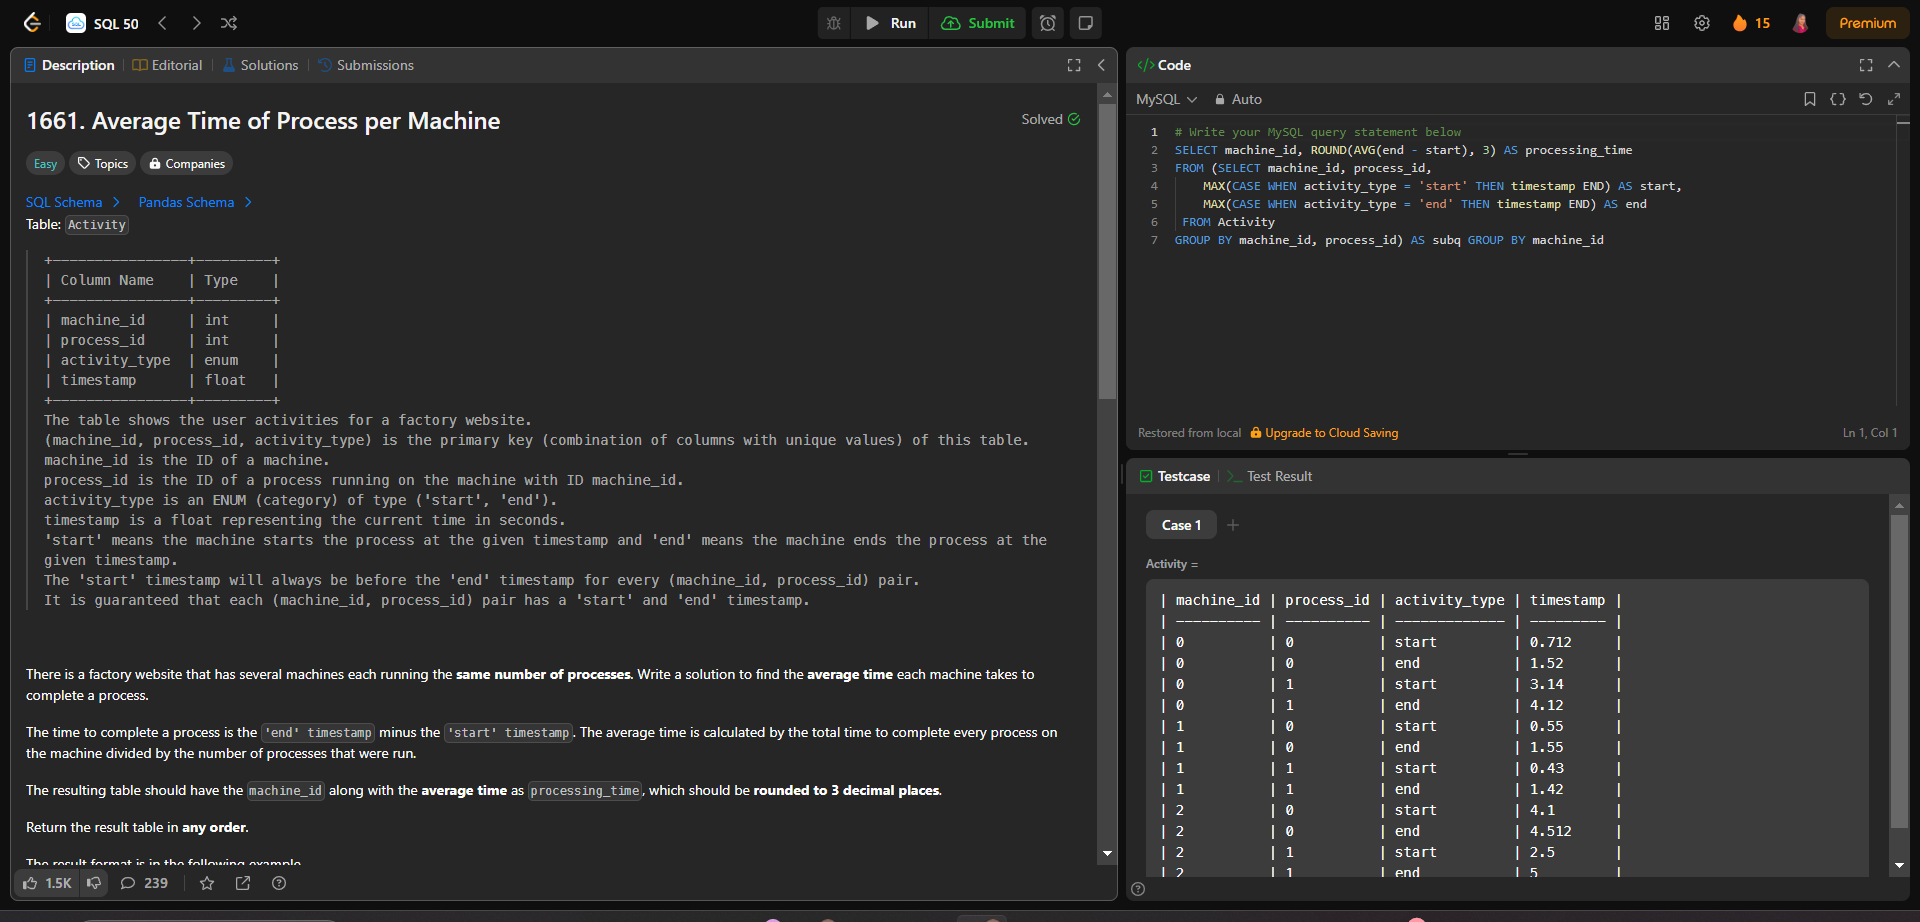 SQL 50
Run
Submit
15
Premium
Description
Editorial
Solutions
Submissions
1661. Average Time of Process per Machine
Solved
Easy
Topics
Companies
SQL Schema
Pandas Schema
Table: Activity
+----------------+---------+
| Column Name    | Type    |
+----------------+---------+
| machine_id     | int     |
| process_id     | int     |
| activity_type  | enum    |
| timestamp      | float   |
+----------------+---------+
The table shows the user activities for a factory website.
(machine_id, process_id, activity_type) is the primary key (combination of columns with unique values) of this table.
machine_id is the ID of a machine.
process_id is the ID of a process running on the machine with ID machine_id.
activity_type is an ENUM (category) of type ('start', 'end').
timestamp is a float representing the current time in seconds.
'start' means the machine starts the process at the given timestamp and 'end' means the machine ends the process at the
given timestamp.
The 'start' timestamp will always be before the 'end' timestamp for every (machine_id, process_id) pair.
It is guaranteed that each (machine_id, process_id) pair has a 'start' and 'end' timestamp.
There is a factory website that has several machines each running the same number of processes. Write a solution to find the average time each machine takes to
complete a process.
The time to complete a process is the 'end' timestamp minus the 'start' timestamp. The average time is calculated by the total time to complete every process on
the machine divided by the number of processes that were run.
The resulting table should have the machine_id along with the average time as processing_time, which should be rounded to 3 decimal places.
Return the result table in any order.
The result format is in the following example.
1.5K
239
Code
MySQL
Auto
1 # Write your MySQL query statement below
2 SELECT machine_id, ROUND(AVG(end - start), 3) AS processing_time
3 FROM (SELECT machine_id, process_id,
4     MAX(CASE WHEN activity_type = 'start' THEN timestamp END) AS start,
5     MAX(CASE WHEN activity_type = 'end' THEN timestamp END) AS end
6  FROM Activity
7 GROUP BY machine_id, process_id) AS subq GROUP BY machine_id
Restored from local
Upgrade to Cloud Saving
Ln 1, Col 1
Testcase
Test Result
Case 1
Activity =
| machine_id | process_id | activity_type | timestamp |
| ---------- | ---------- | ------------- | --------- |
| 0          | 0          | start         | 0.712     |
| 0          | 0          | end           | 1.52      |
| 0          | 1          | start         | 3.14      |
| 0          | 1          | end           | 4.12      |
| 1          | 0          | start         | 0.55      |
| 1          | 0          | end           | 1.55      |
| 1          | 1          | start         | 0.43      |
| 1          | 1          | end           | 1.42      |
| 2          | 0          | start         | 4.1       |
| 2          | 0          | end           | 4.512     |
| 2          | 1          | start         | 2.5       |
| 2          | 1          | end           | 5         |